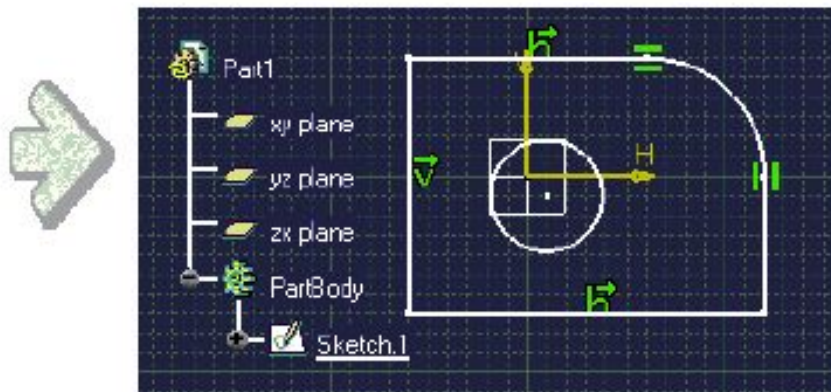 Part1
xy plane
yz plane
zx plane
PartBody
Sketch.1
h
H
v
h